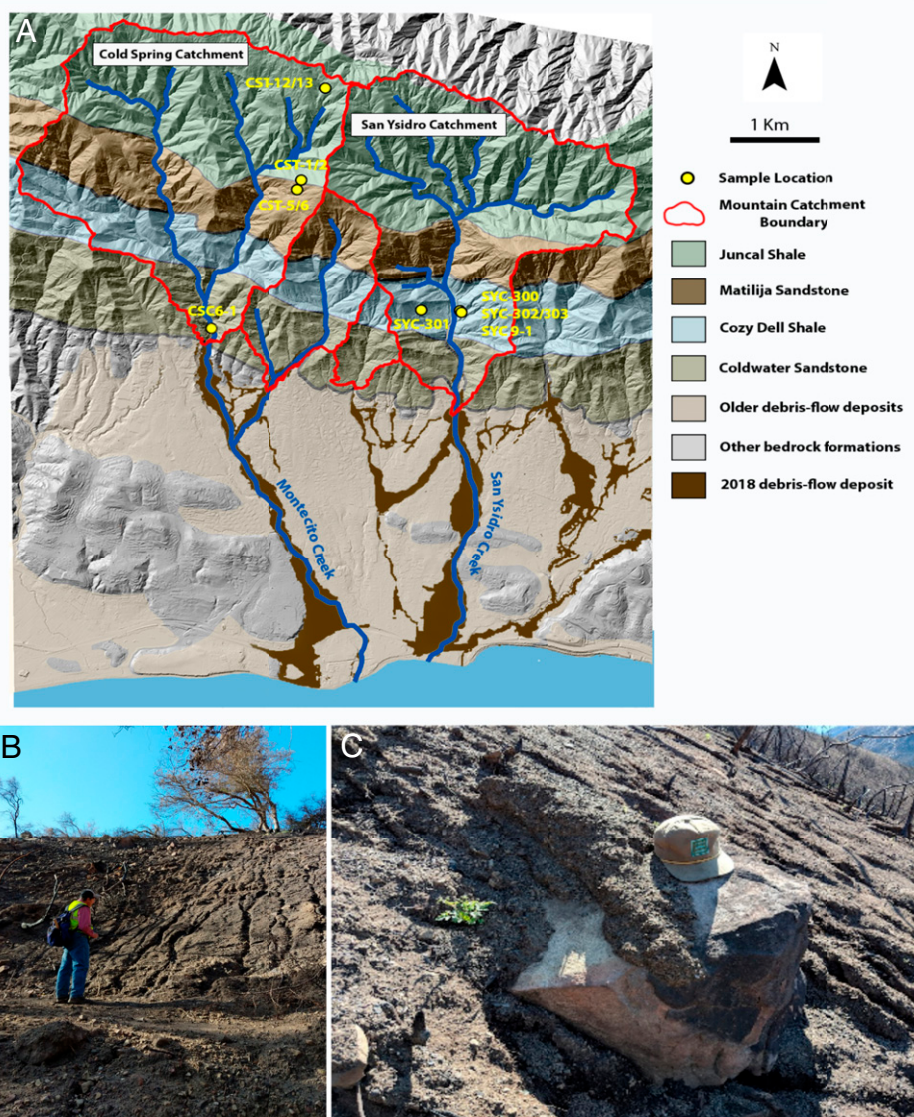 A
Cold Spring Catchment
CST-12/13
San Ysidro Catchment
CST-1/2
CST-5/6
CSC6-1
SYC-301
SYC-300
SYC-302/303
SYC9-1
Montecito Creek
San Ysidro Creek
N
1 Km
Sample Location
Mountain Catchment
Boundary
Juncal Shale
Matilija Sandstone
Cozy Dell Shale
Coldwater Sandstone
Older debris-flow deposits
Other bedrock formations
2018 debris-flow deposit
B
C